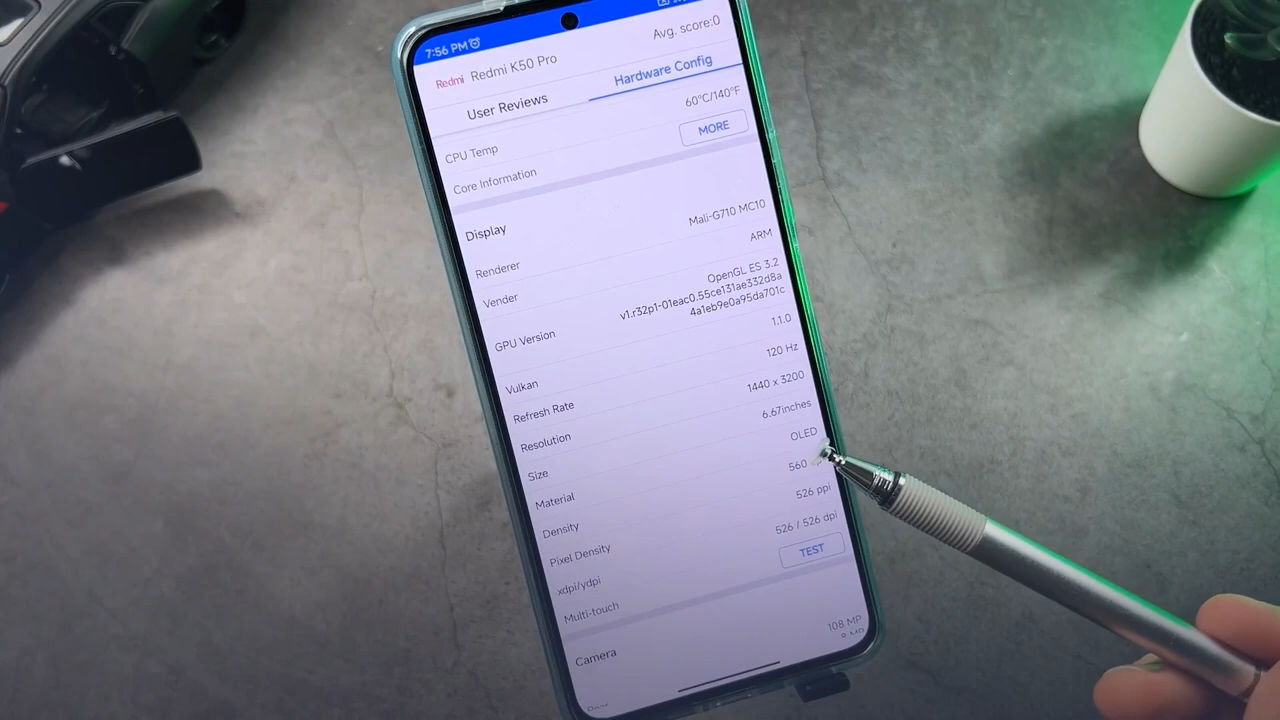 7:56 PM
Redmi Redmi K50 Pro Avg. score:0
User Reviews Hardware Config
CPU Temp 60°C/140°F
Core Information MORE
Display
Renderer Mali-G710 MC10
Vender ARM
GPU Version OpenGL ES 3.2
v1.r32p1-01eac0.55ce131ae332d8a
4a1eb9e0a95da701c
Vulkan 1.1.0
Refresh Rate 120 Hz
Resolution 1440 x 3200
Size 6.67inches
Material OLED
Density 560
Pixel Density 526 ppi
xdpi/ydpi 526 / 526 dpi
Multi-touch TEST
Camera
108 MP